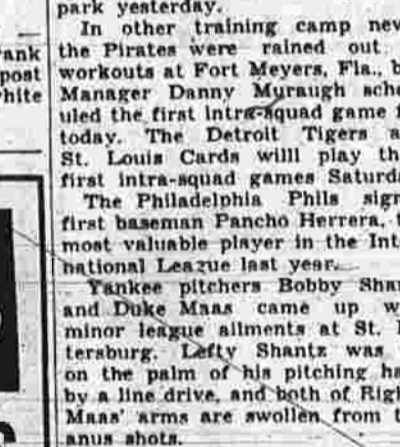 park yesterday.
In other training camp new
the Pirates were rained out
workouts at Fort Meyers, Fla., b
Manager Danny Muraugh sche
uled the first intra-squad game f
today. The Detroit Tigers a
St. Louis Cards willl play th
first intra-squad games Saturda
The Philadelphia Phils sign
first baseman Pancho Herrera, t
most valuable player in the Int
national League last year.
Yankee pitchers Bobby Shan
and Duke Maas came up w
minor league ailments at St. P
tersburg. Lefty Shantz was
on the palm of his pitching ha
by a line drive, and both of Righ
Maas' arms are swollen from t
anus shots.
ank
post
hite